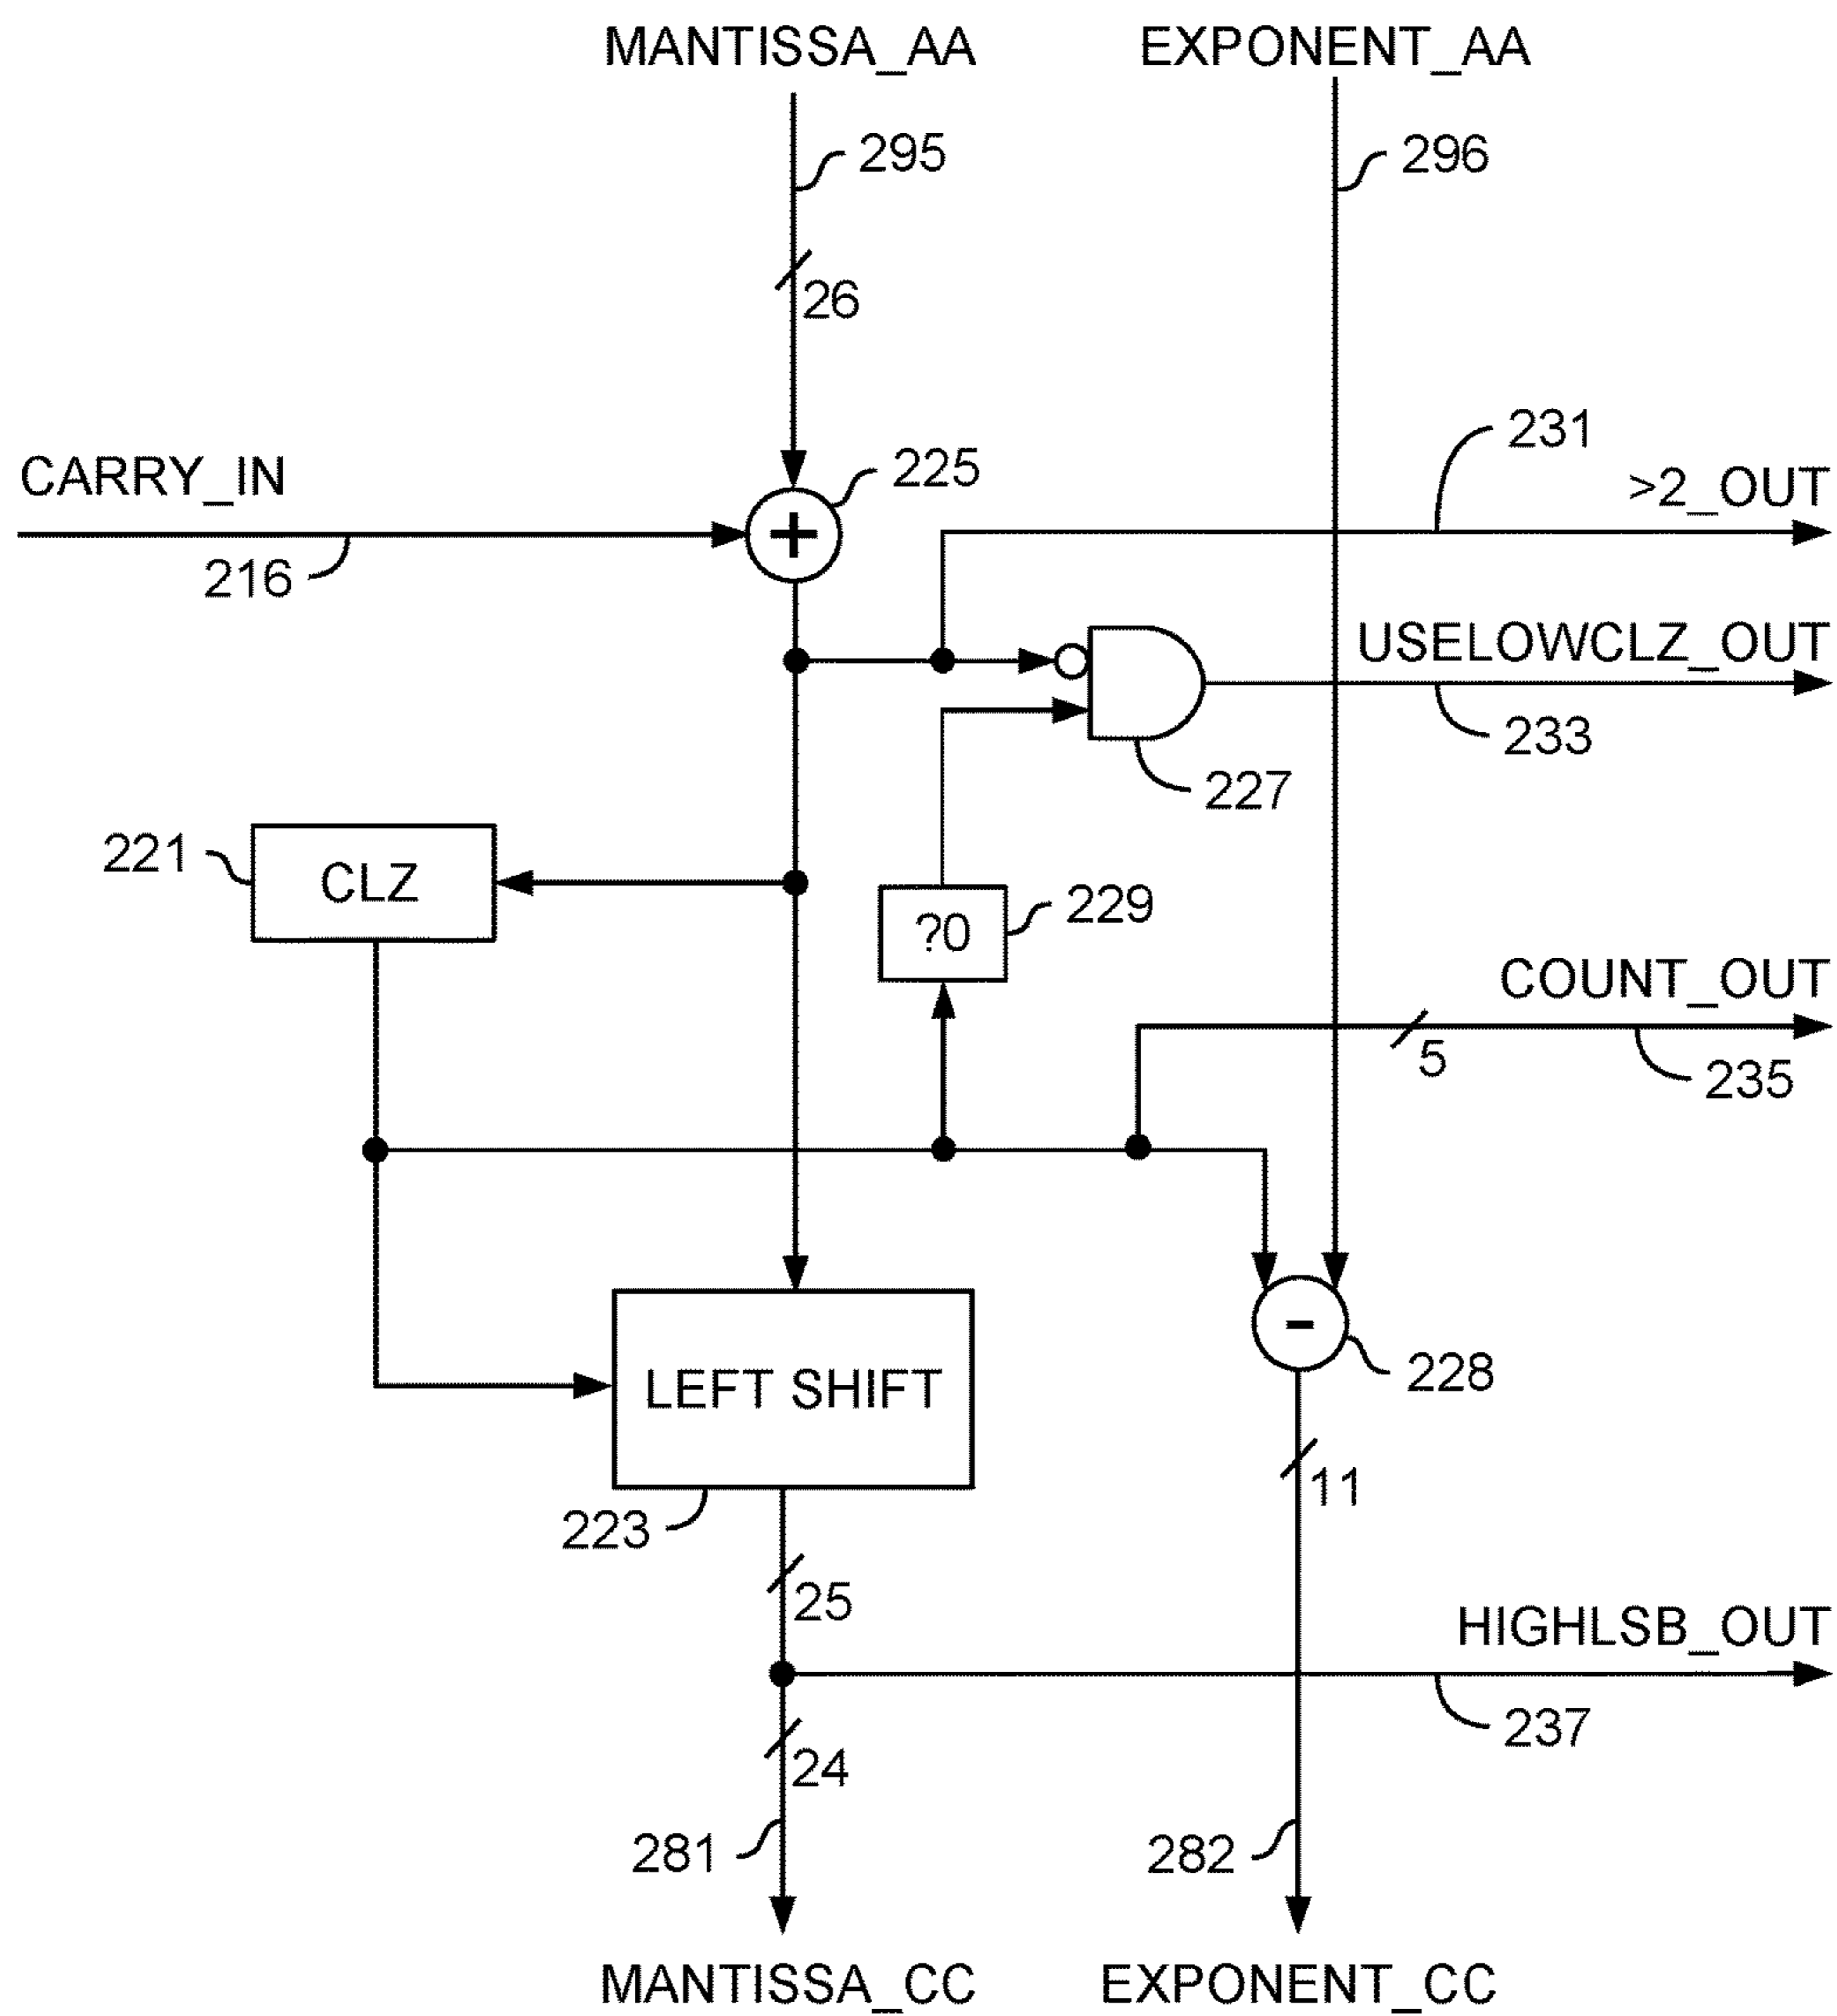 MANTISSA_AA
EXPONENT_AA
295
296
26
231
CARRY_IN
225
>2_OUT
+
216
USELOWCLZ_OUT
233
227
221
CLZ
?0
229
COUNT_OUT
5
235
-
LEFT SHIFT
228
11
223
25
HIGHLSB_OUT
237
24
281
282
MANTISSA_CC
EXPONENT_CC